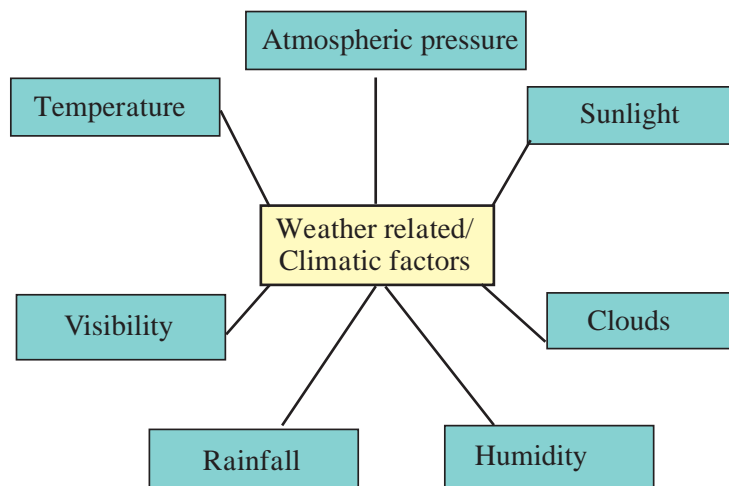 Atmospheric pressure
Temperature
Sunlight
Weather related/
Climatic factors
Visibility
Clouds
Rainfall
Humidity